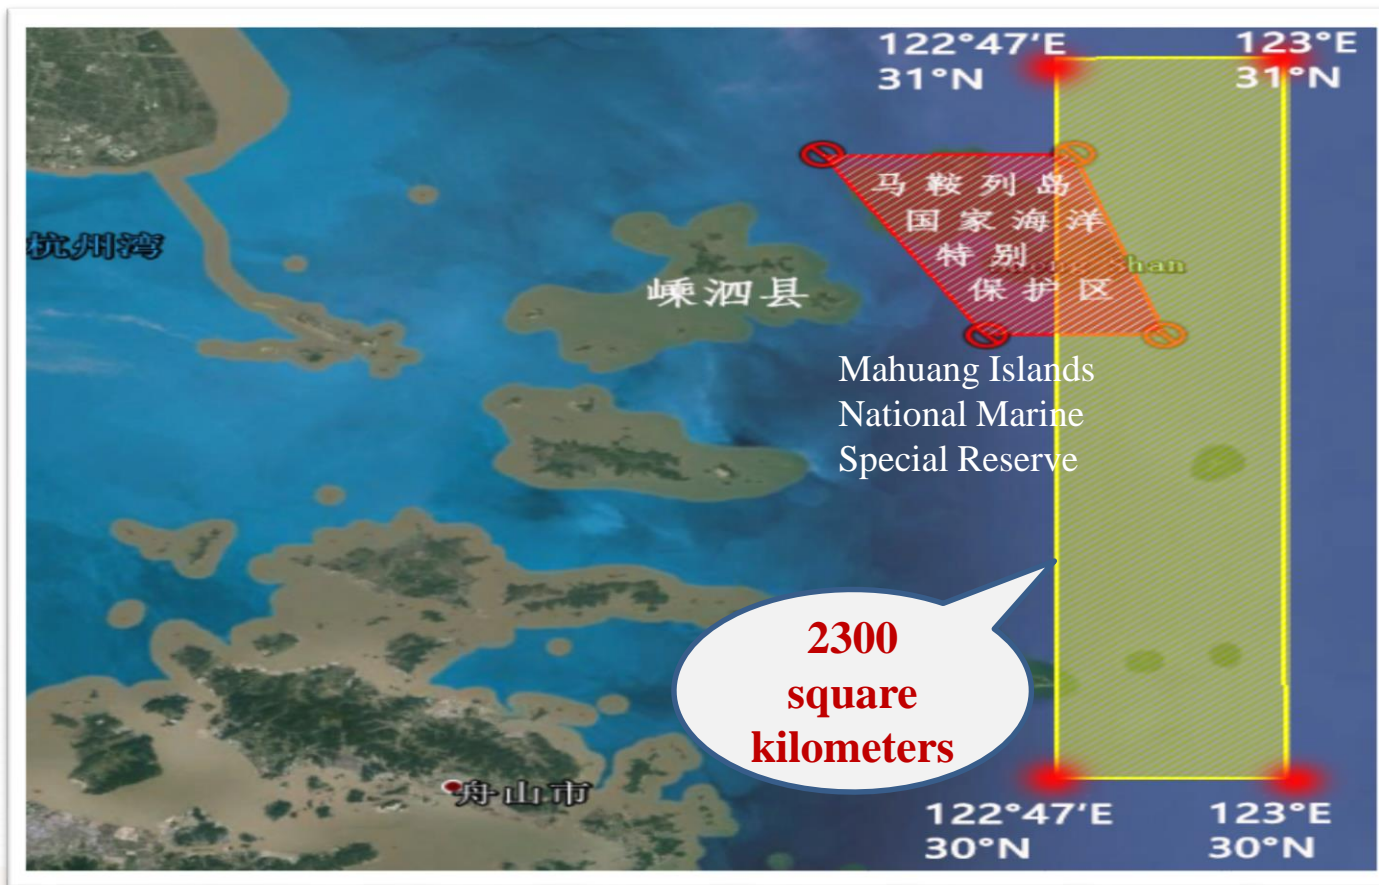 122°47′E
31°N
123°E
31°N
马鞍列岛
国家海洋
特别
保护区
Shan
杭州湾
嵊泗县
Mahuang Islands
National Marine
Special Reserve
2300
square
kilometers
舟山市
122°47′E
30°N
123°E
30°N